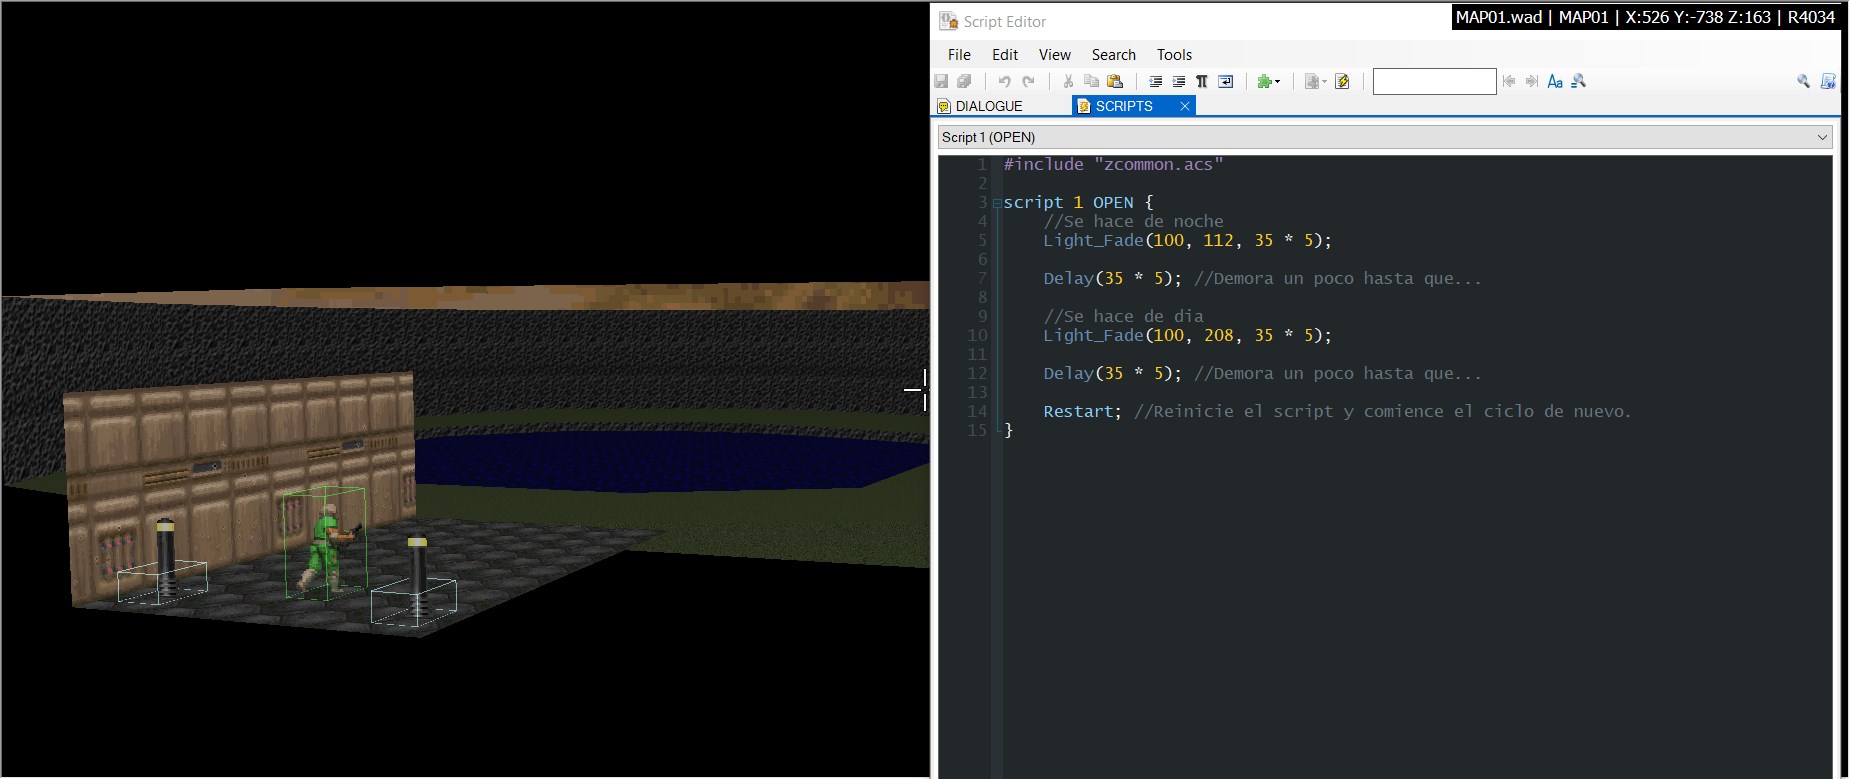 Script Editor
MAP01.wad | MAP01 | X:526 Y:-738 Z:163 | R4034
File Edit View Search Tools
DIALOGUE SCRIPTS
Script 1 (OPEN)
1 #include "zcommon.acs"
2
3 script 1 OPEN {
4 //Se hace de noche
5 Light_Fade(100, 112, 35 * 5);
6
7 Delay(35 * 5); //Demora un poco hasta que...
8
9 //Se hace de dia
10 Light_Fade(100, 208, 35 * 5);
11
12 Delay(35 * 5); //Demora un poco hasta que...
13
14 Restart; //Reinicie el script y comience el ciclo de nuevo.
15 }